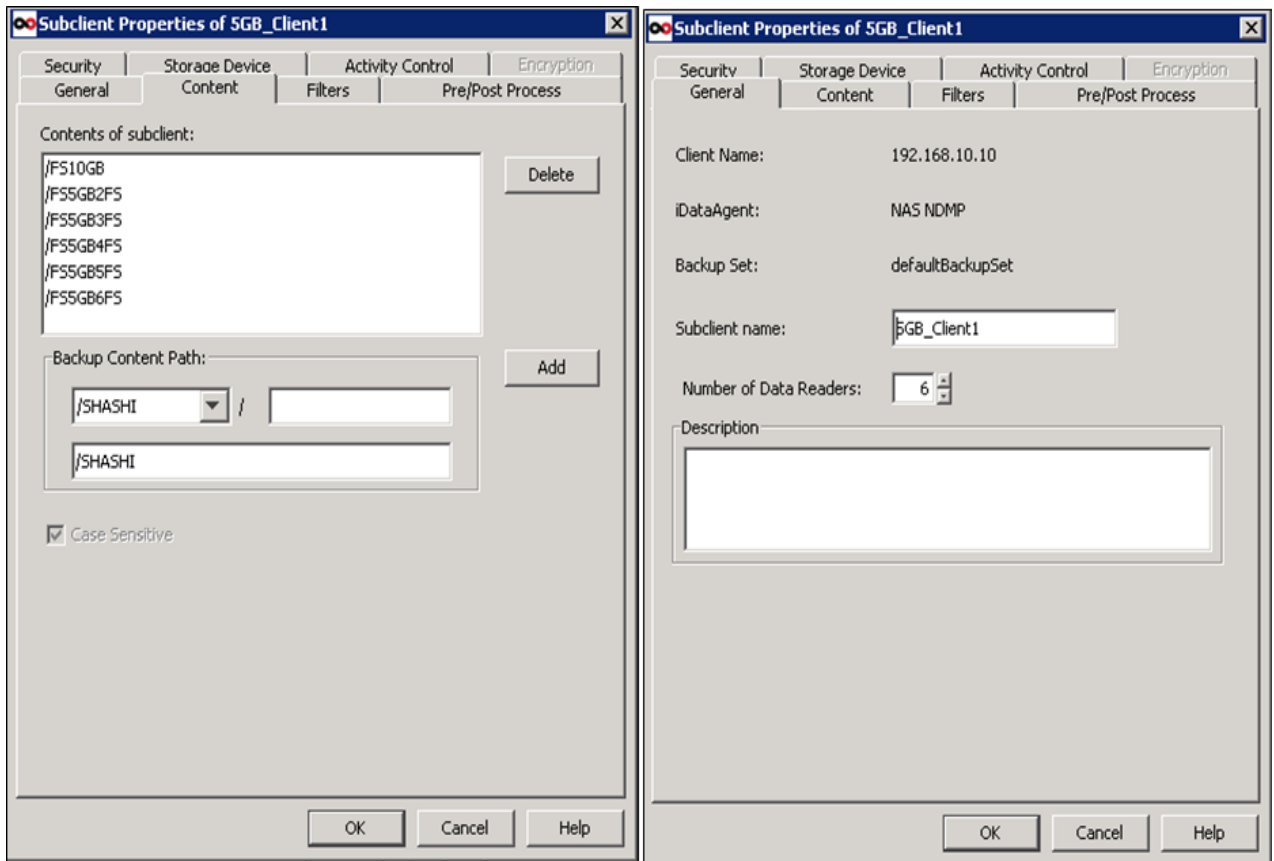 Subclient Properties of 5GB_Client1
Security Storage Device Activity Control Encryption
General Content Filters Pre/Post Process
Contents of subclient:
/FS10GB
/FS5GB2FS
/FS5GB3FS
/FS5GB4FS
/FS5GB5FS
/FS5GB6FS
Delete
Backup Content Path:
/SHASHI /
/SHASHI
Add
Case Sensitive
OK Cancel Help
Subclient Properties of 5GB_Client1
Security Storage Device Activity Control Encryption
General Content Filters Pre/Post Process
Client Name: 192.168.10.10
iDataAgent: NAS NDMP
Backup Set: defaultBackupSet
Subclient name: 5GB_Client1
Number of Data Readers: 6
Description
OK Cancel Help